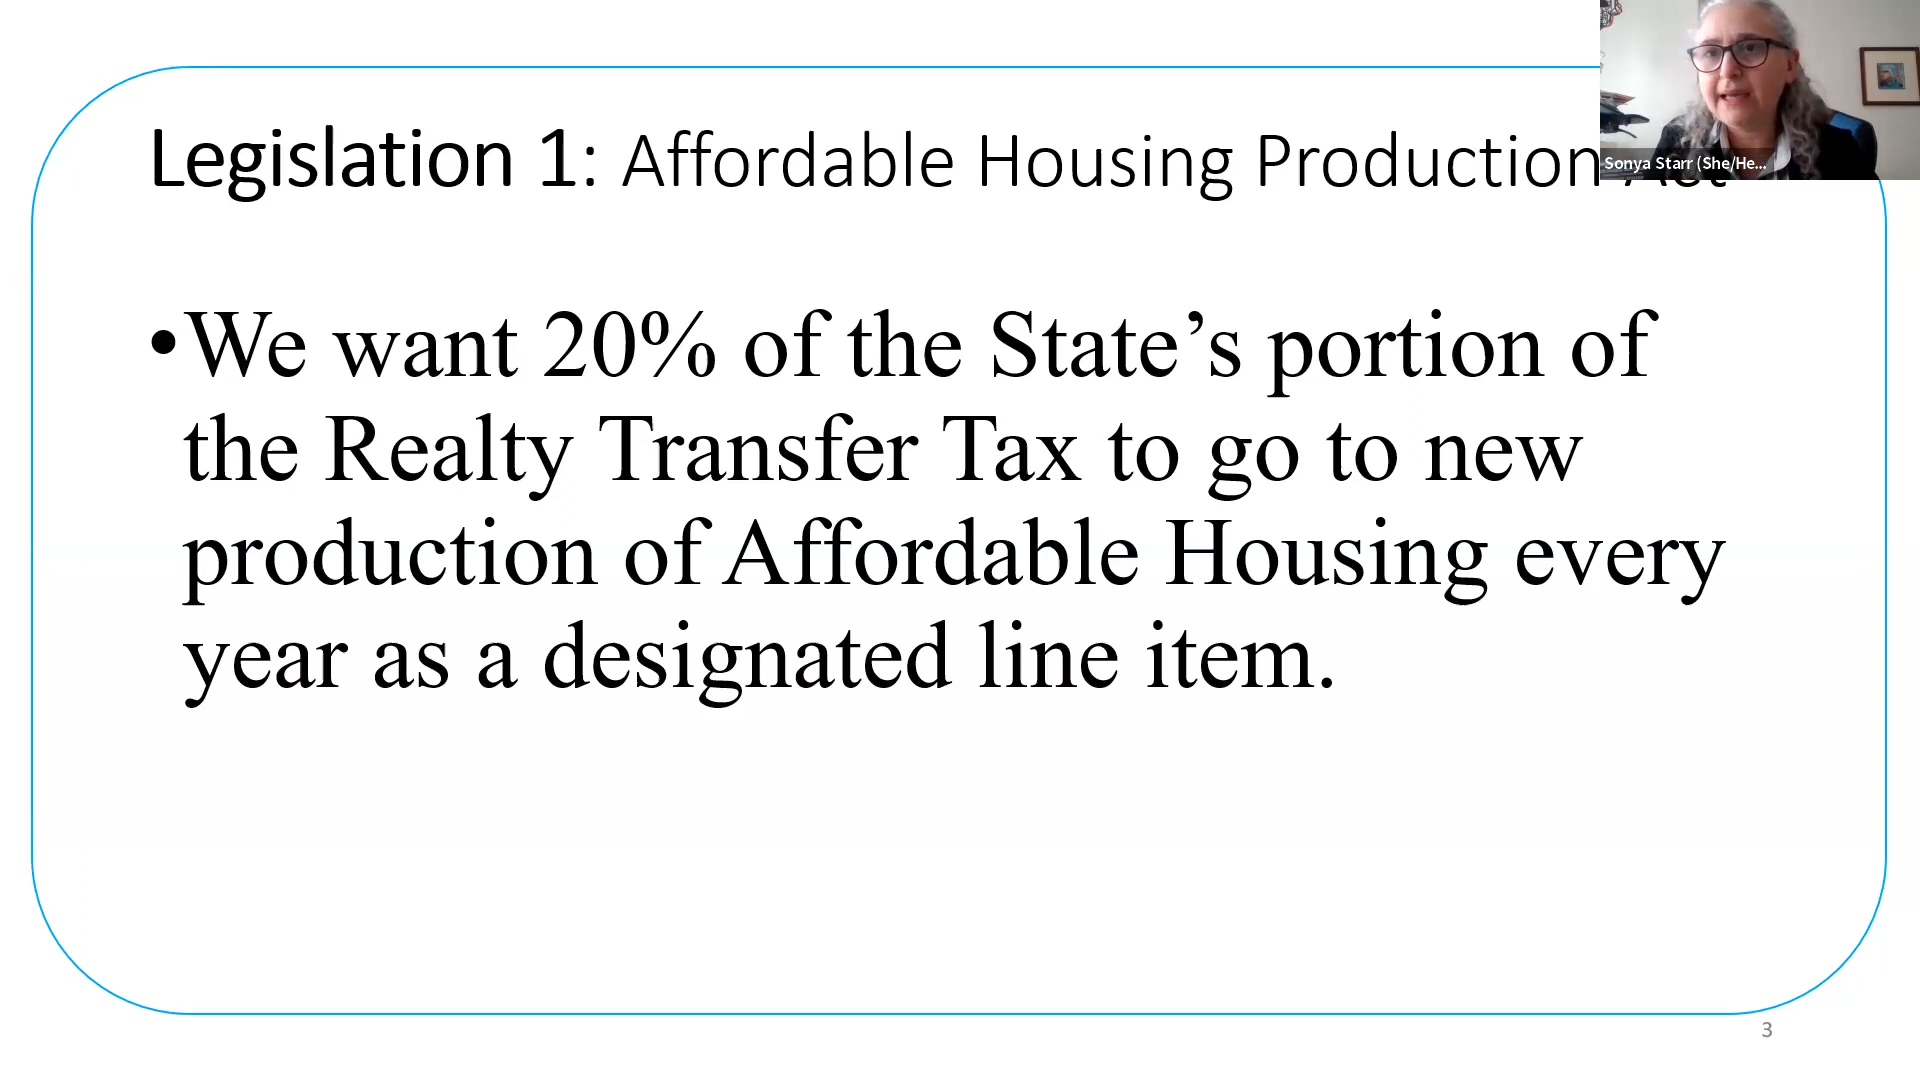 Legislation 1: Affordable Housing Production Act
•We want 20% of the State’s portion of
the Realty Transfer Tax to go to new
production of Affordable Housing every
year as a designated line item.
Sonya Starr (She/He...
3